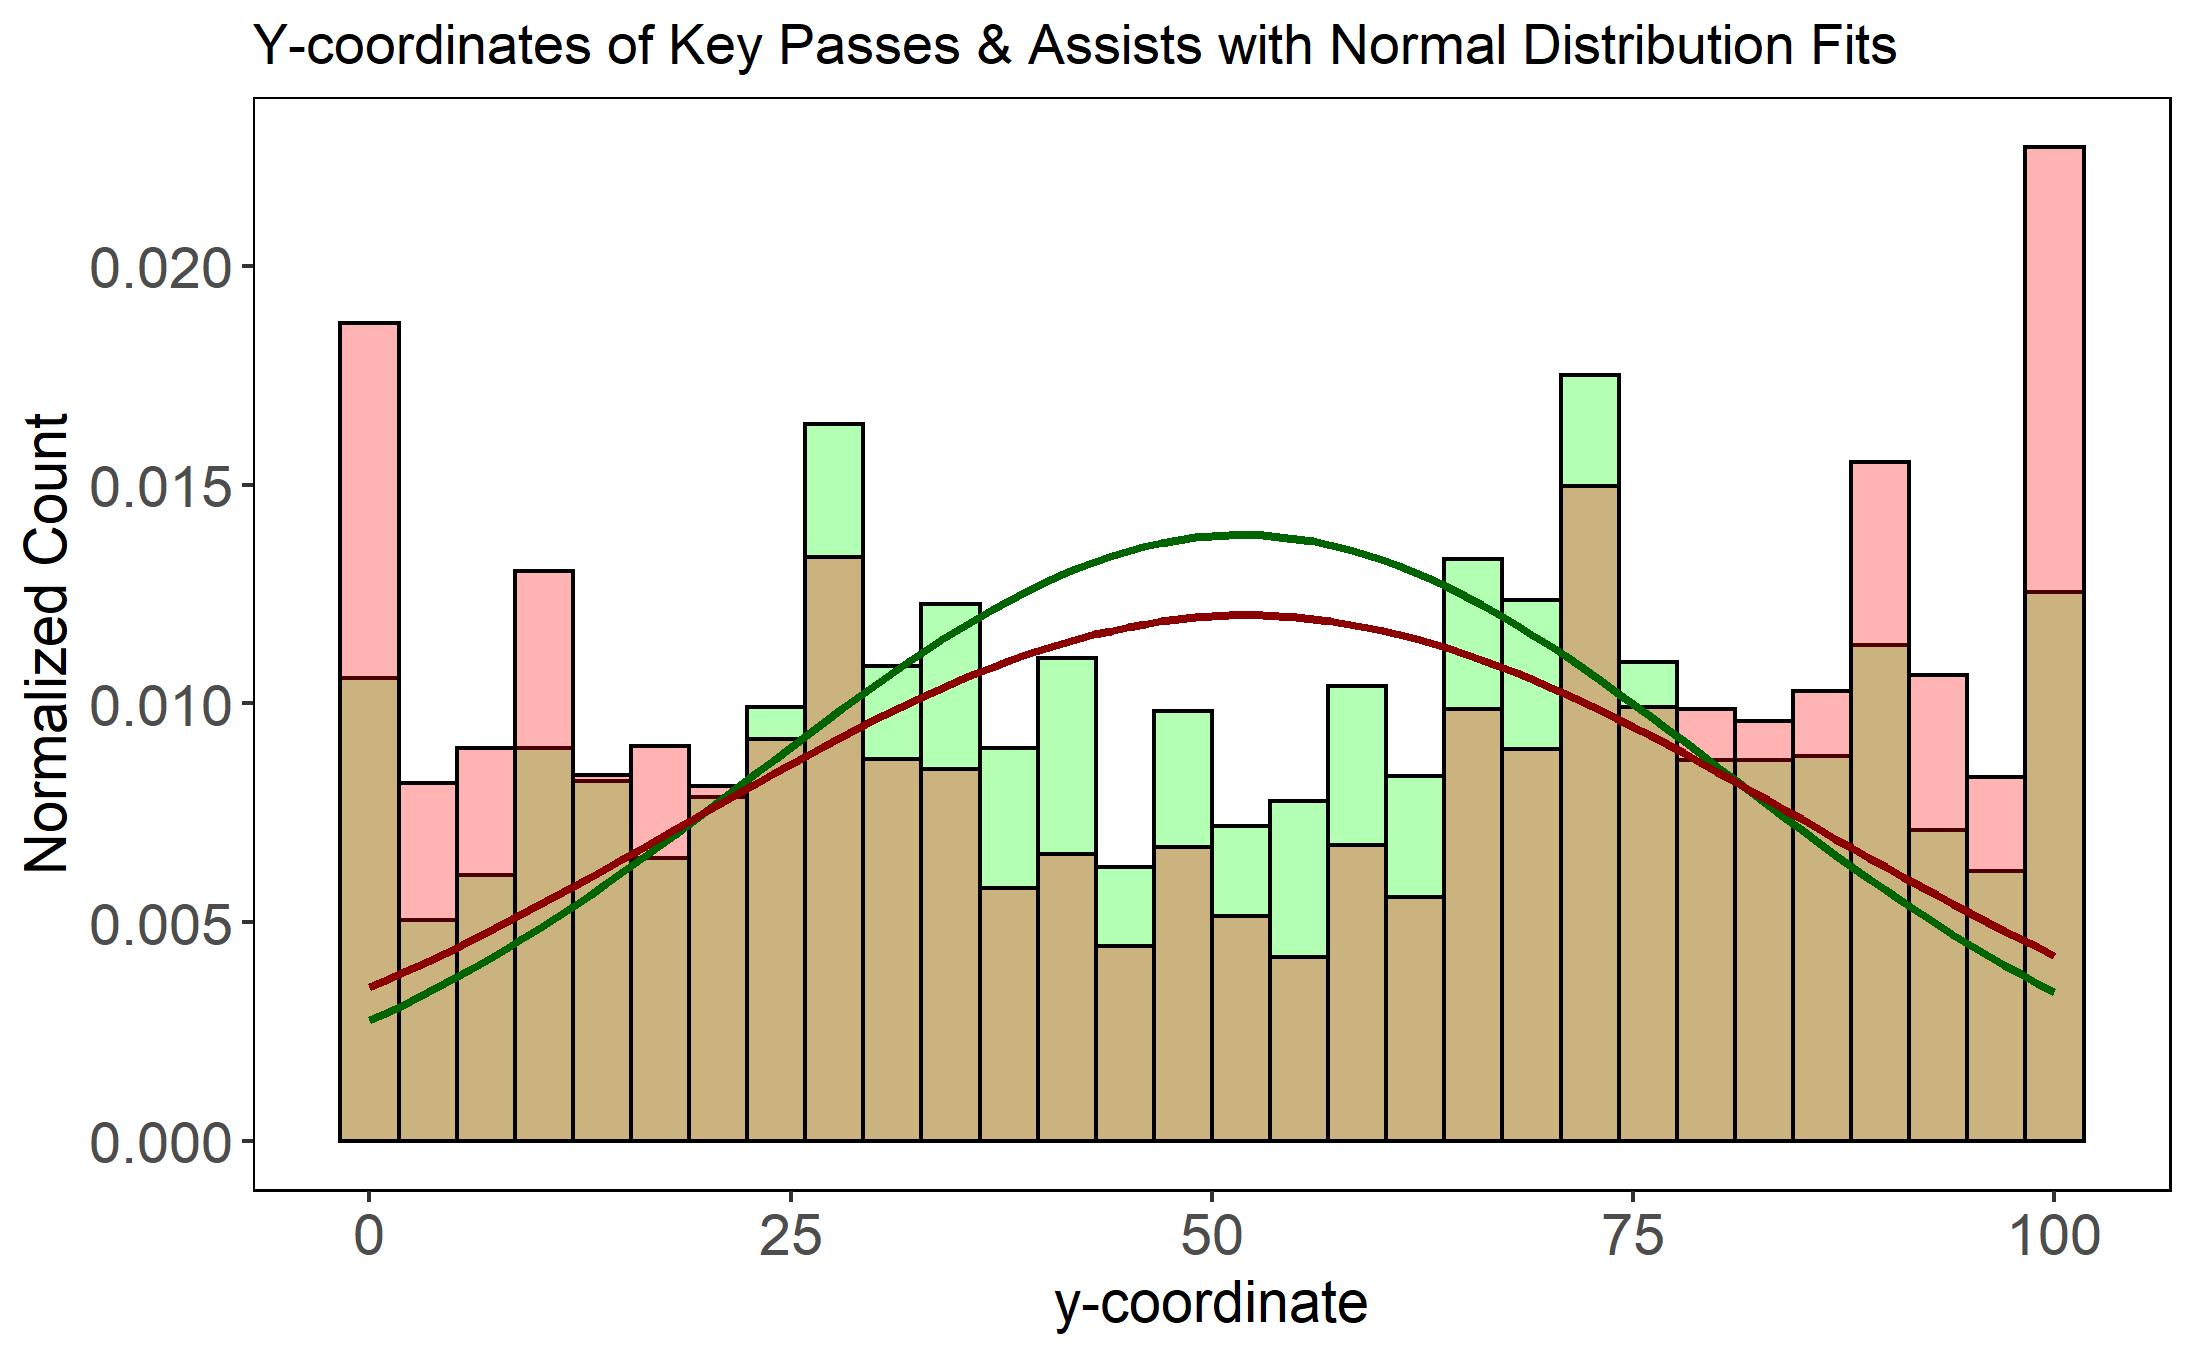 Y-coordinates of Key Passes & Assists with Normal Distribution Fits
Normalized Count
0.020
0.015
0.010
0.005
0.000
0 25 50 75 100
y-coordinate